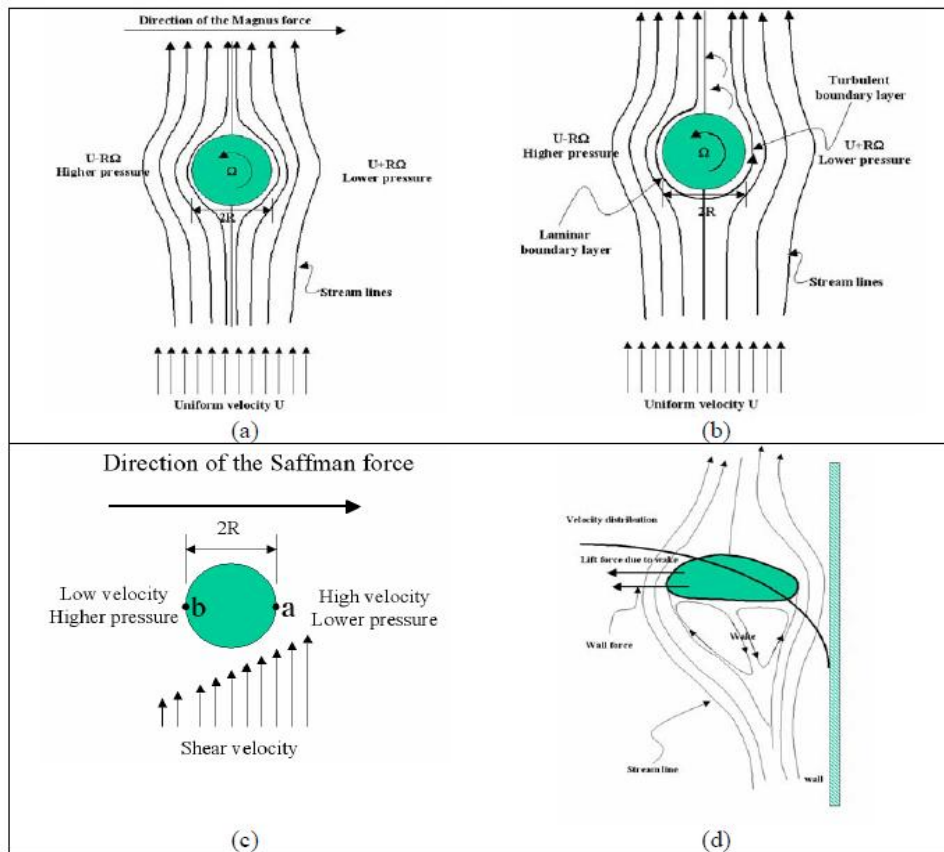 Direction of the Magnus force
U-RΩ
Higher pressure
Ω
U+RΩ
Lower pressure
2R
Stream lines
Uniform velocity U
(a)
Turbulent
boundary layer
U-RΩ
Higher pressure
Ω
U+RΩ
Lower pressure
2R
Laminar
boundary layer
Stream lines
Uniform velocity U
(b)
Direction of the Saffman force
2R
Low velocity
Higher pressure
b
a
High velocity
Lower pressure
Shear velocity
(c)
Velocity distribution
Lift force due to wake
Wall force
Wake
Stream line
wall
(d)